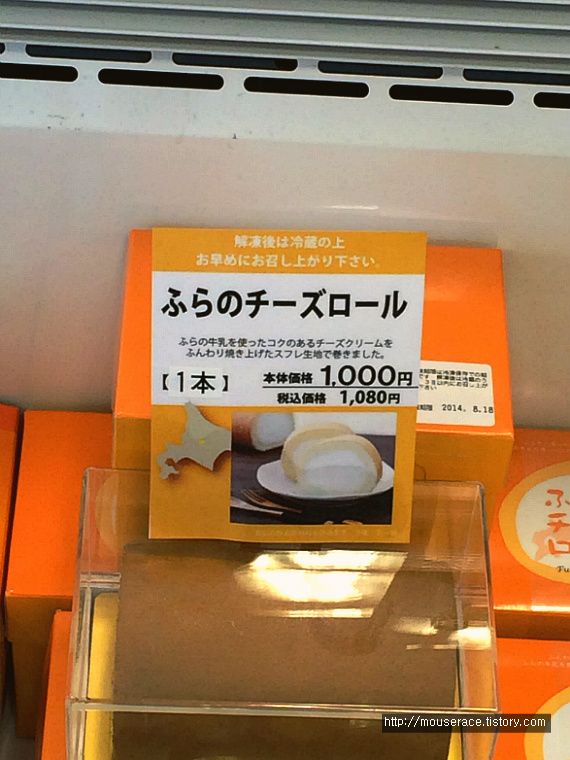 解凍後は冷蔵の上
お早めにお召し上がり下さい。
ふらのチーズロール
ふらの牛乳を使ったコクのあるチーズクリームを
ふんわり焼き上げたスフレ生地で巻きました。
【1本】
本体価格 1,000円
税込価格 1,080円
2014. 8.18
ふ
チ
ロ
Fu
http://mouserace.tistory.com